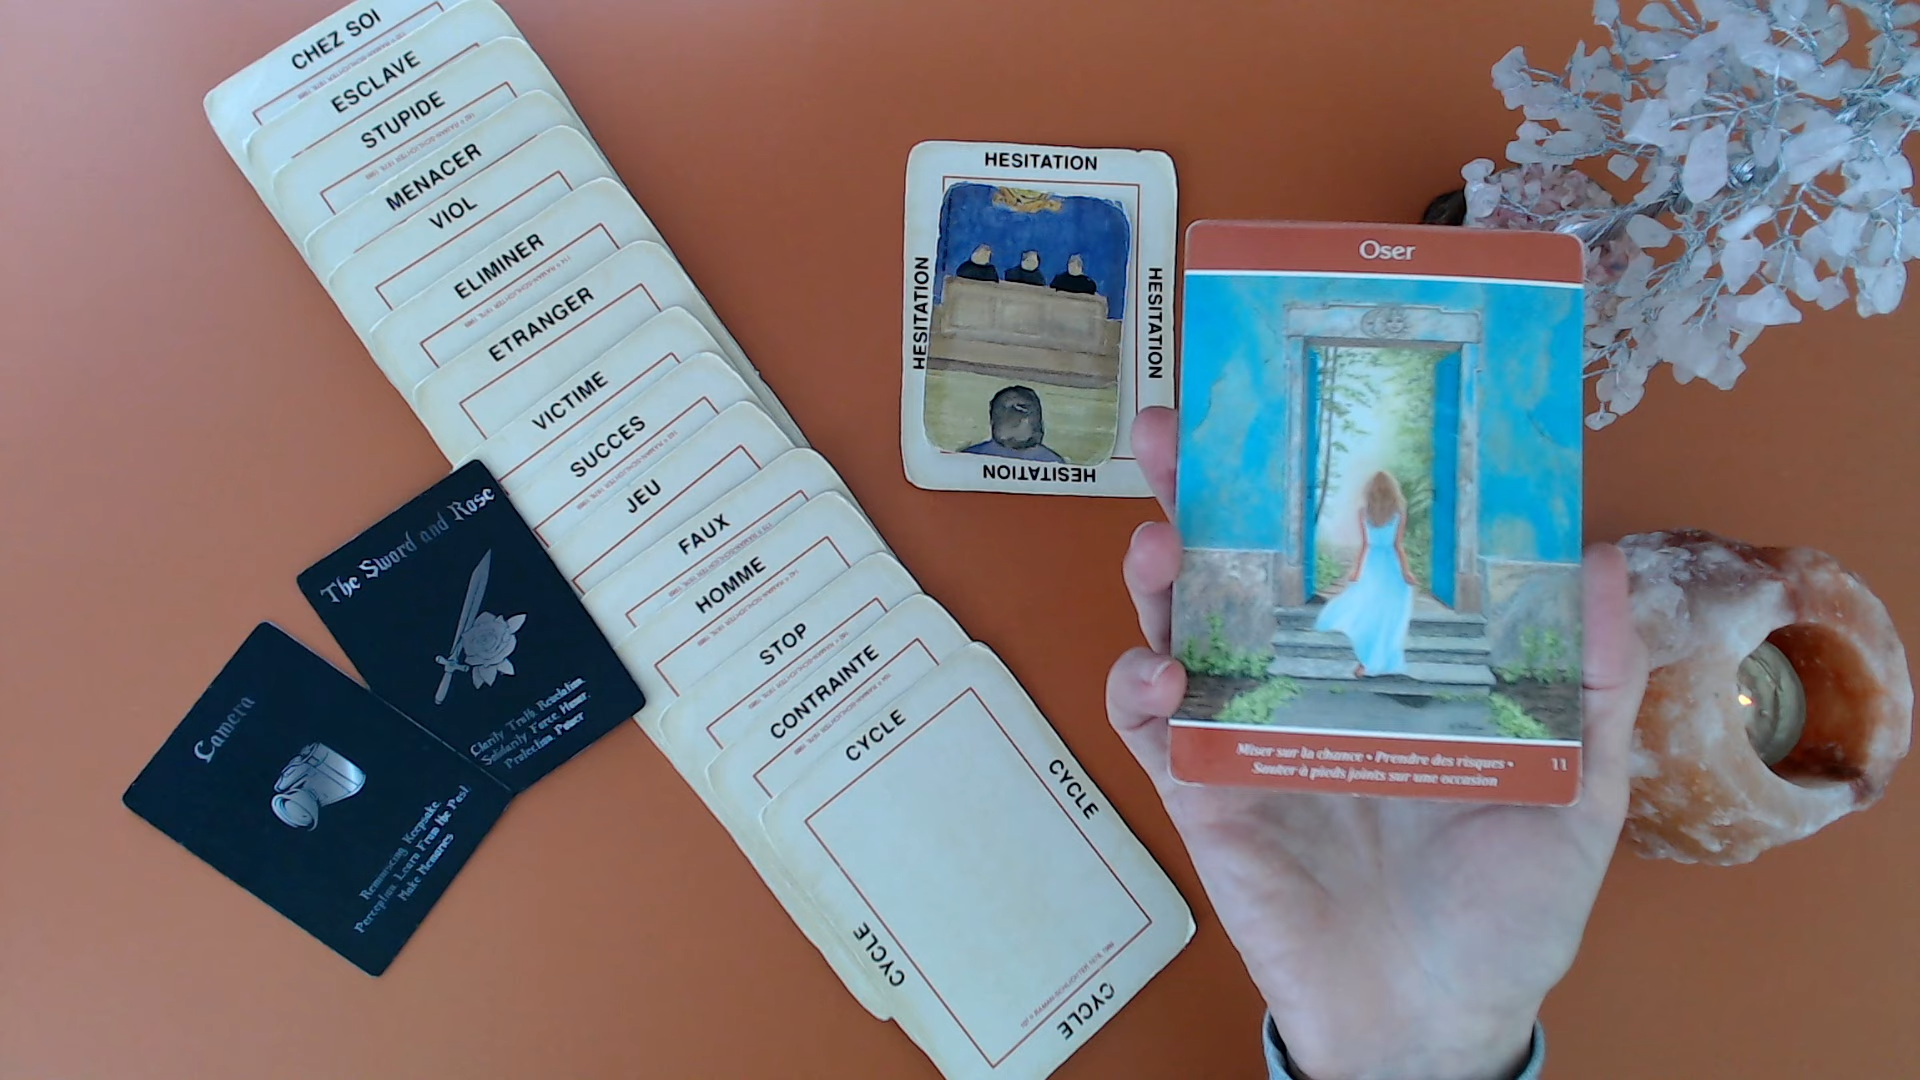 CHEZ SOI
ESCLAVE
STUPIDE
MENACER
VIOL
ELIMINER
ETRANGER
VICTIME
SUCCES
JEU
FAUX
HOMME
STOP
CONTRAINTE
CYCLE
CYCLE
CYCLE
CYCLE
The Sword and Rose
Clarity, Truth, Revelation,
Solidarity, Force, Honor,
Protection, Power
Camera
Reminiscing, Keepsake,
Perception, Learn From the Past,
Make Memories
HESITATION
HESITATION
HESITATION
HESITATION
Oser
Miser sur la chance • Prendre des risques •
Sauter à pieds joints sur une occasion
11